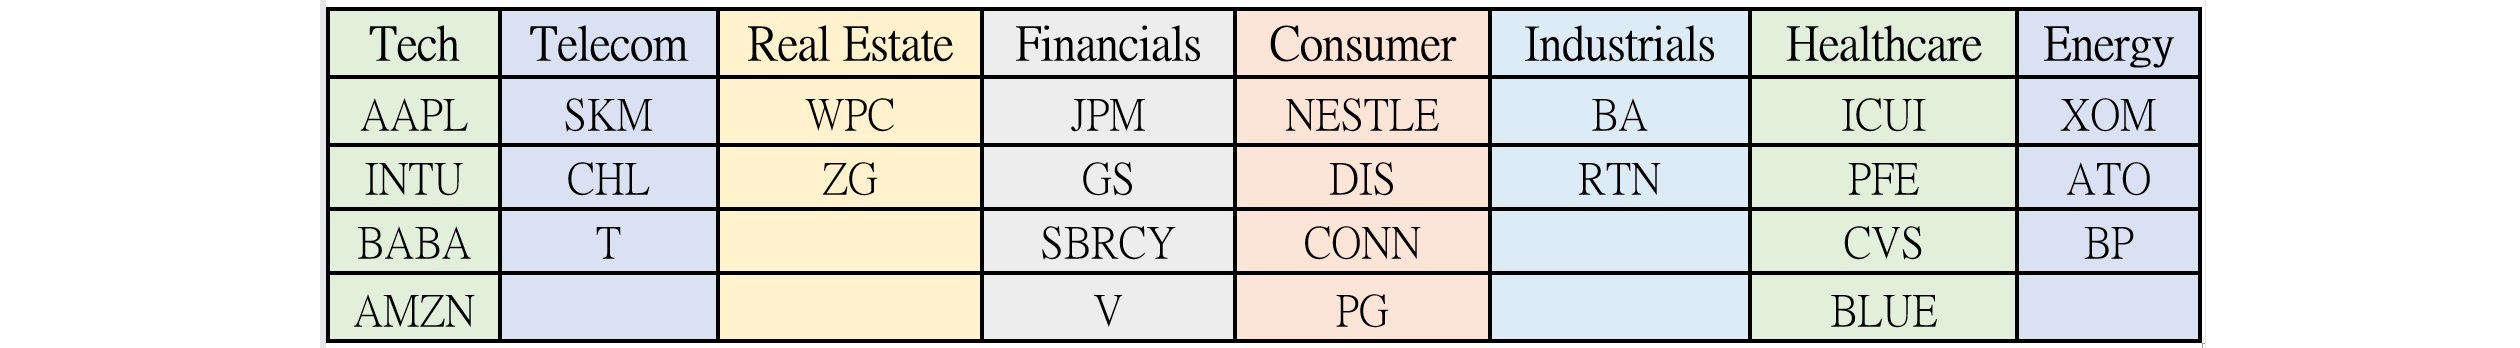 Tech Telecom Real Estate Financials Consumer Industrials Healthcare Energy
AAPL SKM WPC JPM NESTLE BA ICUI XOM
INTU CHL ZG GS DIS RTN PFE ATO
BABA T SBRCY CONN CVS BP
AMZN V PG BLUE